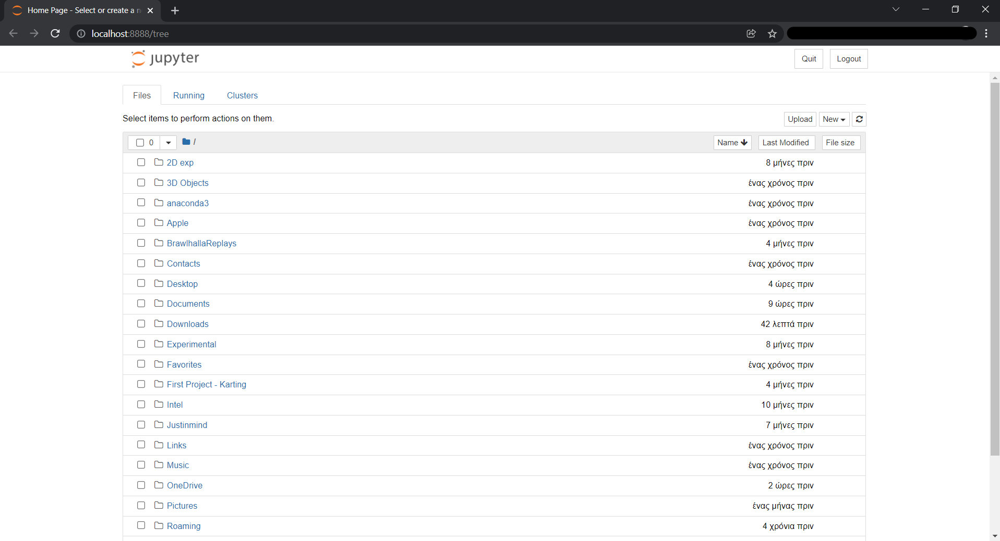 Home Page - Select or create a n
localhost:8888/tree
jupyter
Quit Logout
Files Running Clusters
Select items to perform actions on them.
Upload New
0 / Name Last Modified File size
2D exp 8 μήνες πριν
3D Objects ένας χρόνος πριν
anaconda3 ένας χρόνος πριν
Apple ένας χρόνος πριν
BrawlhallaReplays 4 μήνες πριν
Contacts ένας χρόνος πριν
Desktop 4 ώρες πριν
Documents 9 ώρες πριν
Downloads 42 λεπτά πριν
Experimental 8 μήνες πριν
Favorites ένας χρόνος πριν
First Project - Karting 4 μήνες πριν
Intel 10 μήνες πριν
Justinmind 7 μήνες πριν
Links ένας χρόνος πριν
Music ένας χρόνος πριν
OneDrive 2 ώρες πριν
Pictures ένας μήνας πριν
Roaming 4 χρόνια πριν